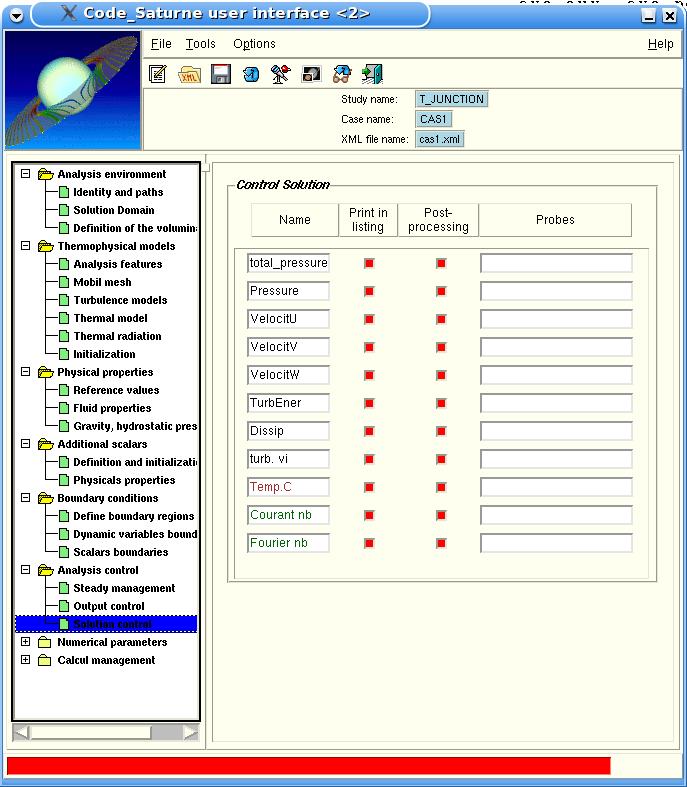 Code_Saturne user interface <2>
File Tools Options Help
XML
Study name: T_JUNCTION
Case name: CAS1
XML file name: cas1.xml
Analysis environment
Identity and paths
Solution Domain
Definition of the volumin
Thermophysical models
Analysis features
Mobil mesh
Turbulence models
Thermal model
Thermal radiation
Initialization
Physical properties
Reference values
Fluid properties
Gravity, hydrostatic pres
Additional scalars
Definition and initializati
Physicals properties
Boundary conditions
Define boundary regions
Dynamic variables bound
Scalars boundaries
Analysis control
Steady management
Output control
Solution control
Numerical parameters
Calcul management
Control Solution
Name Print in listing Post-processing Probes
total_pressure
Pressure
VelocitU
VelocitV
VelocitW
TurbEner
Dissip
turb. vi
Temp.C
Courant nb
Fourier nb